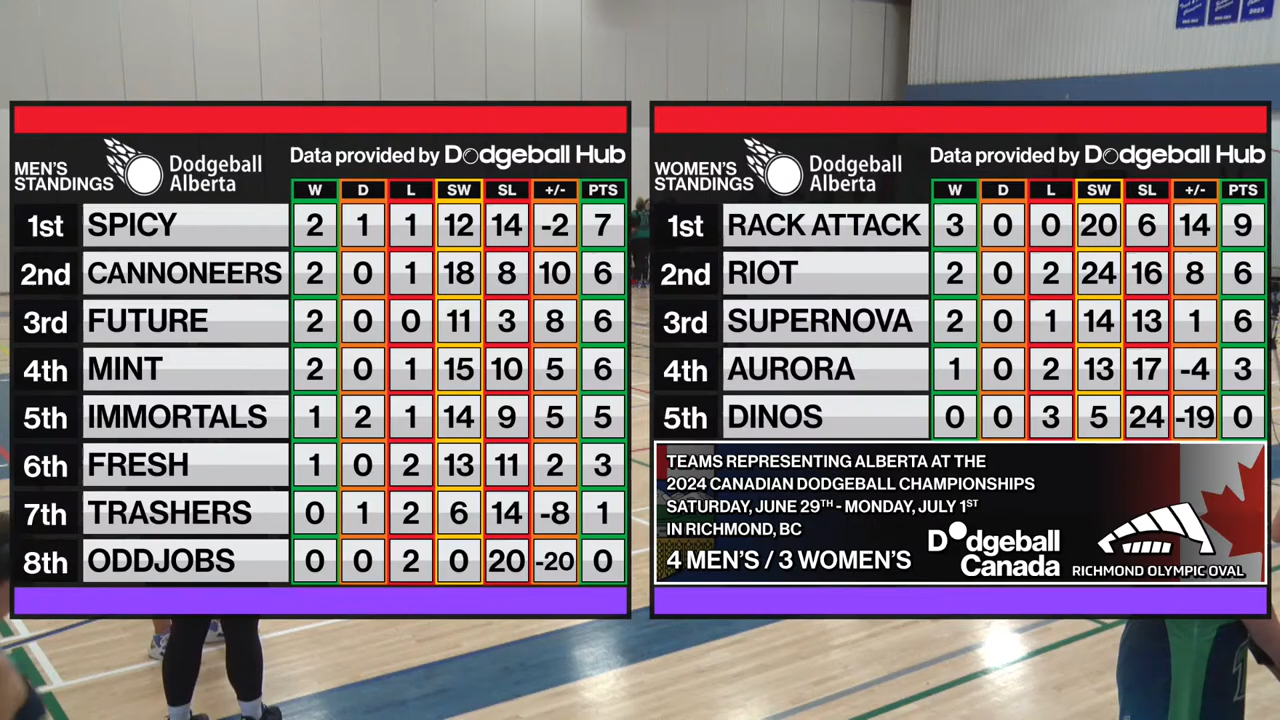 MEN'S STANDINGS
Dodgeball Alberta
Data provided by Dodgeball Hub
W D L SW SL +/- PTS
1st SPICY 2 1 1 12 14 -2 7
2nd CANNONEERS 2 0 1 18 8 10 6
3rd FUTURE 2 0 0 11 3 8 6
4th MINT 2 0 1 15 10 5 6
5th IMMORTALS 1 2 1 14 9 5 5
6th FRESH 1 0 2 13 11 2 3
7th TRASHERS 0 1 2 6 14 -8 1
8th ODDJOBS 0 0 2 0 20 -20 0
WOMEN'S STANDINGS
Dodgeball Alberta
Data provided by Dodgeball Hub
W D L SW SL +/- PTS
1st RACK ATTACK 3 0 0 20 6 14 9
2nd RIOT 2 0 2 24 16 8 6
3rd SUPERNOVA 2 0 1 14 13 1 6
4th AURORA 1 0 2 13 17 -4 3
5th DINOS 0 0 3 5 24 -19 0
TEAMS REPRESENTING ALBERTA AT THE
2024 CANADIAN DODGEBALL CHAMPIONSHIPS
SATURDAY, JUNE 29TH - MONDAY, JULY 1ST
IN RICHMOND, BC
4 MEN'S / 3 WOMEN'S
Dodgeball
Canada
RICHMOND OLYMPIC OVAL